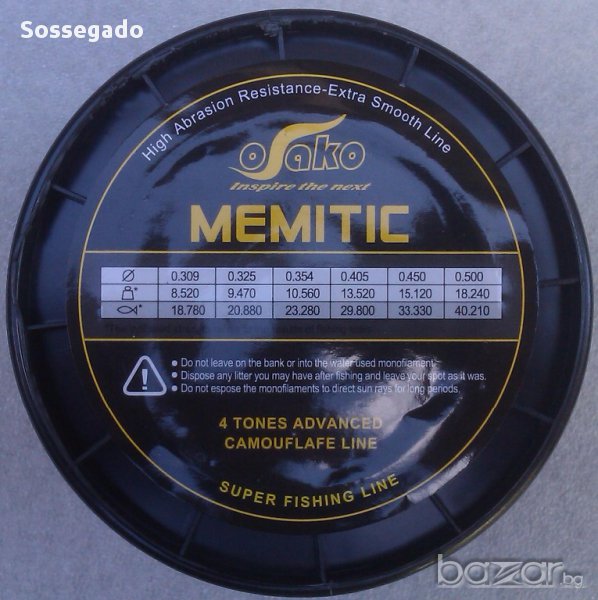 Sossegado
High Abrasion Resistance-Extra Smooth Line
osako
Inspire the next
MEMITIC
Ø 0.309 0.325 0.354 0.405 0.450 0.500
* 8.520 9.470 10.560 13.520 15.120 18.240
* 18.780 20.880 23.280 29.800 33.330 40.210
• Do not leave on the bank or into the water used monofilament.
• Dispose any litter you may have after fishing and leave your spot as it was.
• Do not espose the monofilaments to direct sun rays for long periods.
4 TONES ADVANCED
CAMOUFLAFE LINE
SUPER FISHING LINE
bazar.bg